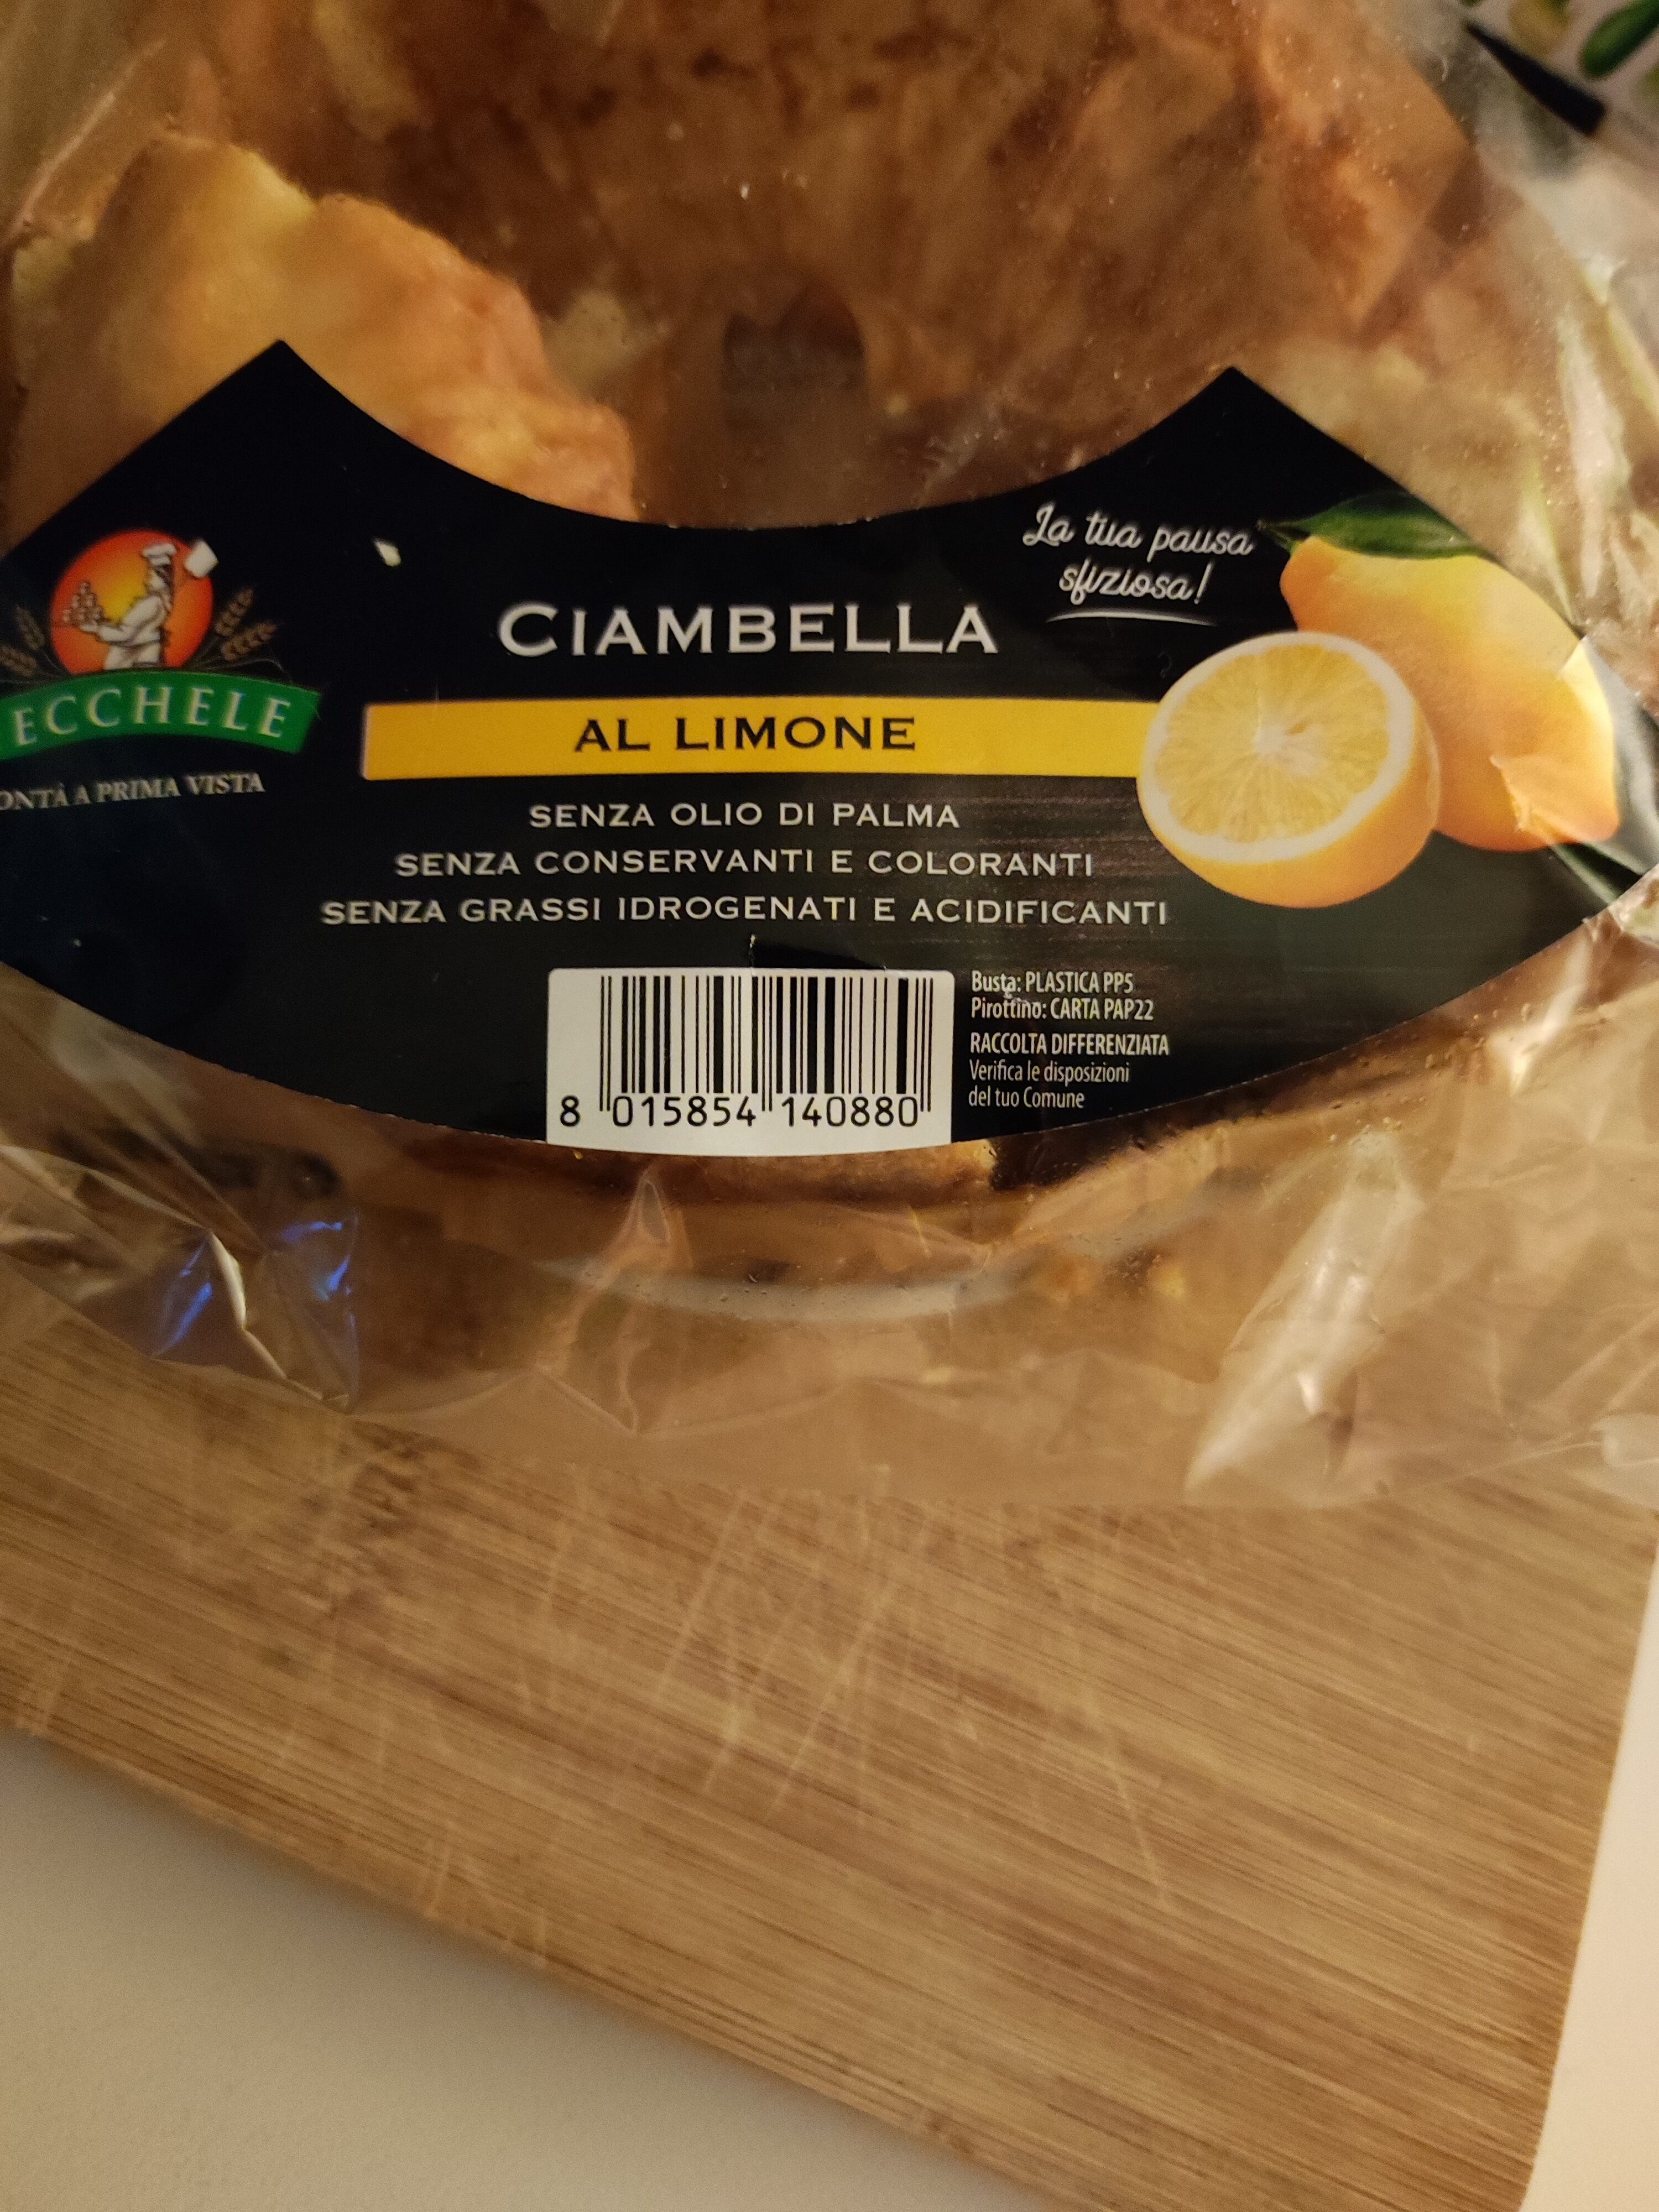 La tua pausa
sfiziosa!
CIAMBELLA
AL LIMONE
ECCHELE
ONTÀ A PRIMA VISTA
SENZA OLIO DI PALMA
SENZA CONSERVANTI E COLORANTI
SENZA GRASSI IDROGENATI E ACIDIFICANTI
Busta: PLASTICA PP5
Pirottino: CARTA PAP22
RACCOLTA DIFFERENZIATA
Verifica le disposizioni
del tuo Comune
8 015854 140880